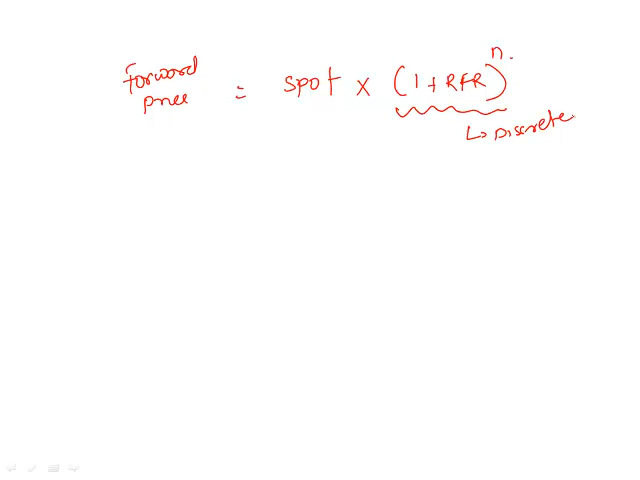 forward price = spot × (1 + RFR)^n.
↳ Discrete